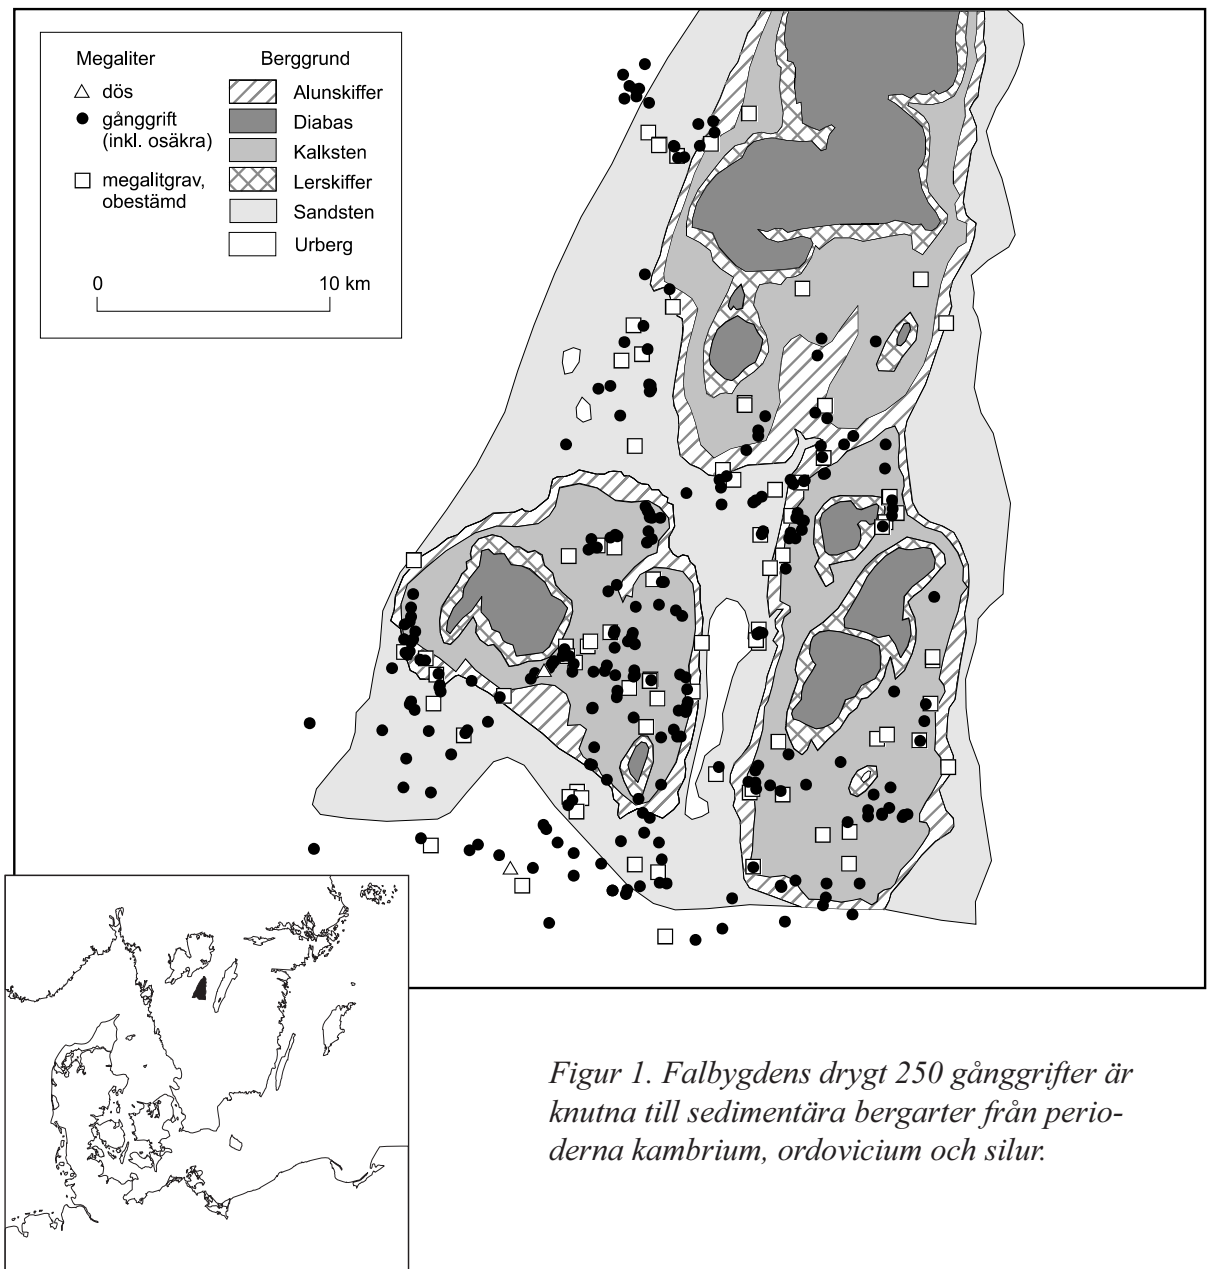 Megaliter
dös
gånggrift
(inkl. osäkra)
megalitgrav,
obestämd
Berggrund
Alunskiffer
Diabas
Kalksten
Lerskiffer
Sandsten
Urberg
0 10 km
Figur 1. Falbygdens drygt 250 gånggrifter är
knutna till sedimentära bergarter från perio-
derna kambrium, ordovicium och silur.